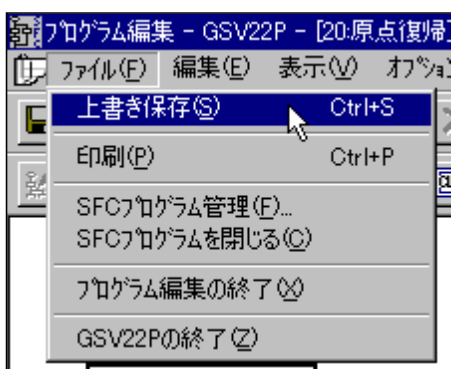 プログラム編集 - GSV22P - [20:原点復帰]
ファイル(F) 編集(E) 表示(V) オプション
上書き保存(S) Ctrl+S
印刷(P) Ctrl+P
SFCプログラム管理(F)...
SFCプログラムを閉じる(C)
プログラム編集の終了(X)
GSV22Pの終了(Z)